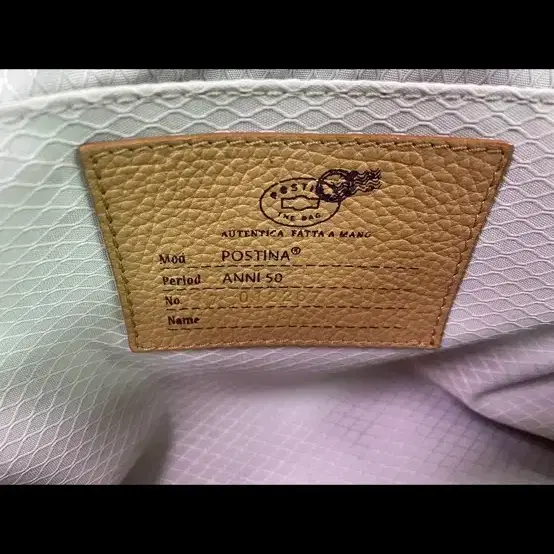 POSTINA
THE BAG
AUTENTICA FATTA A MANO
Mod POSTINA®
Period ANNI 50
No.
Name